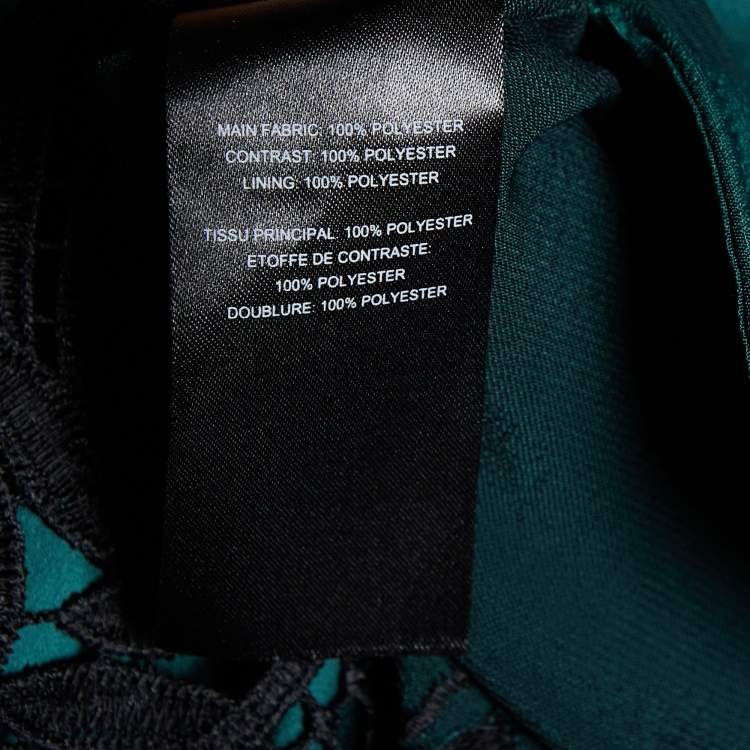 MAIN FABRIC: 100% POLYESTER
CONTRAST: 100% POLYESTER
LINING: 100% POLYESTER
TISSU PRINCIPAL: 100% POLYESTER
ETOFFE DE CONTRASTE:
100% POLYESTER
DOUBLURE: 100% POLYESTER